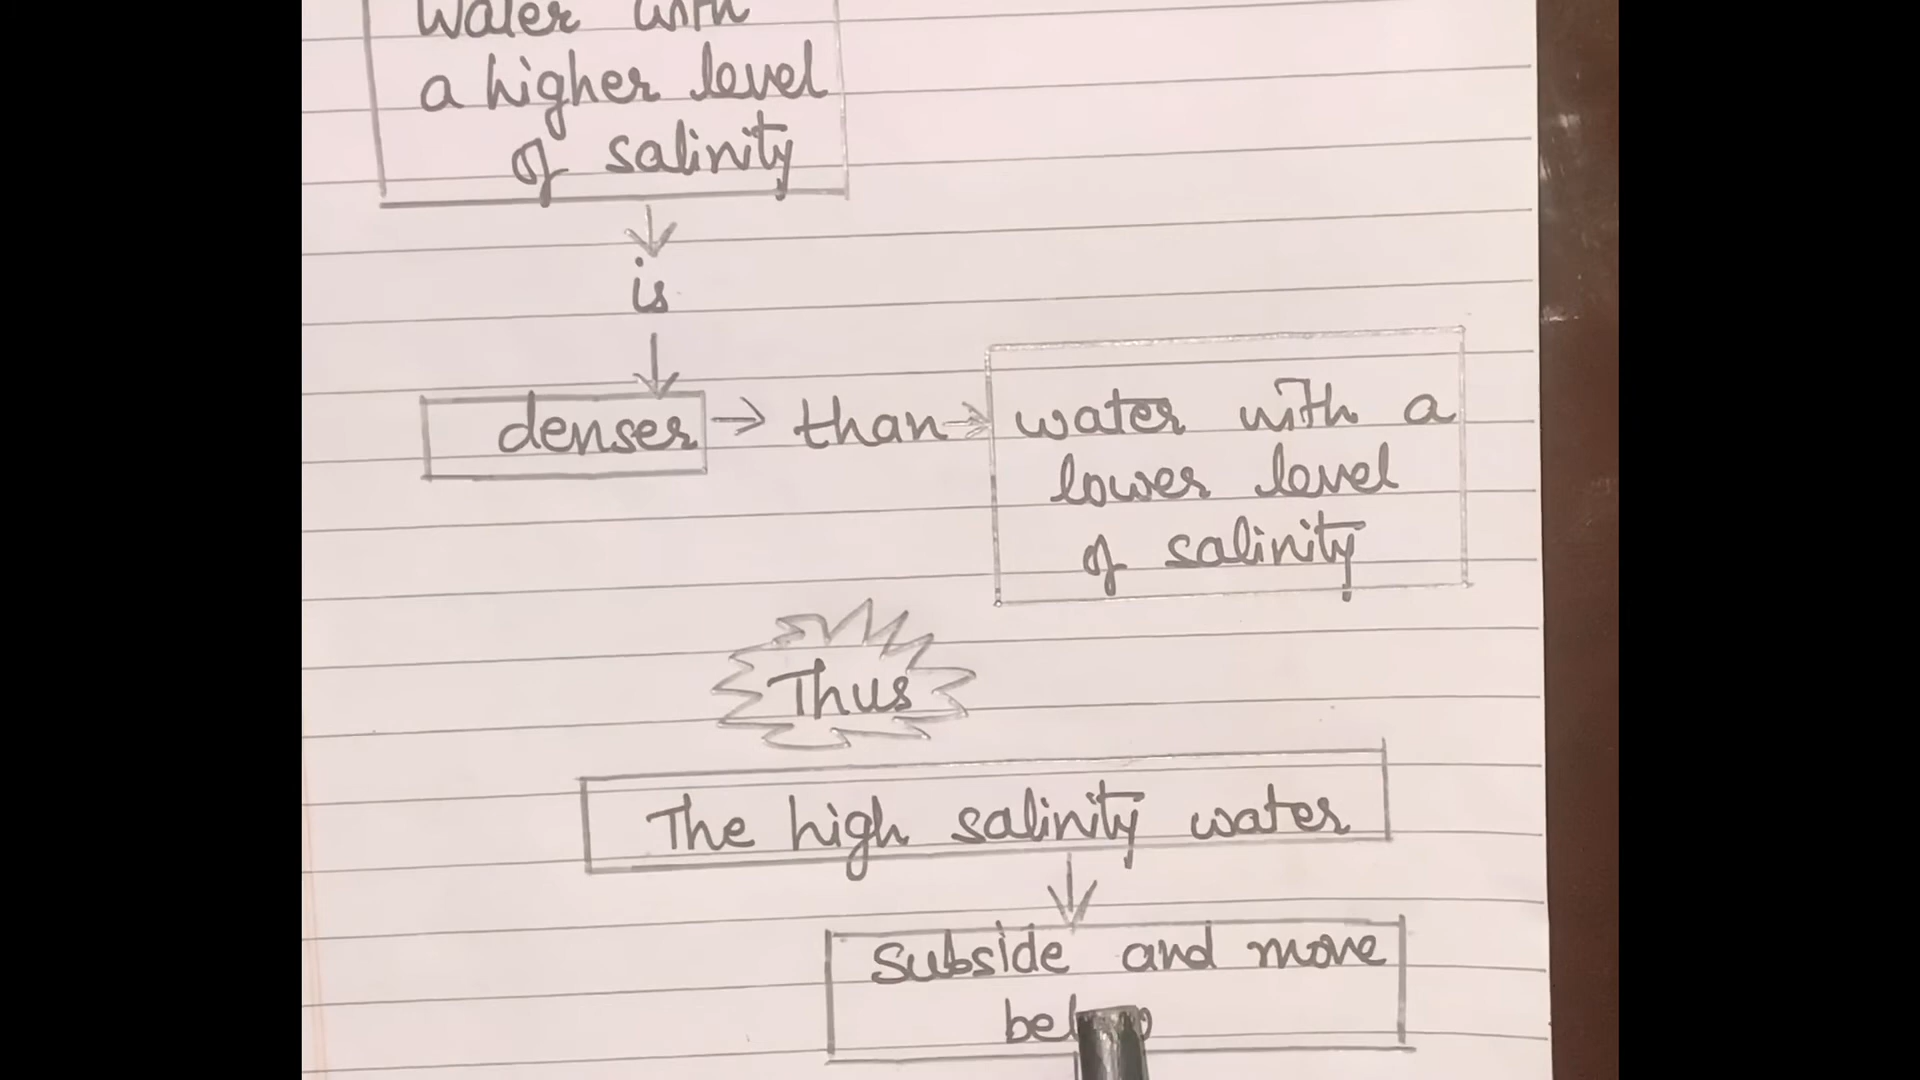 Water with
a higher level
of salinity
is
denser than water with a
lower level
of salinity
Thus
The high salinity water
subside and move